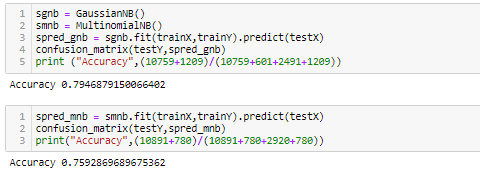 1 sgnb = GaussianNB()
2 smnb = MultinomialNB()
3 spred_gnb = sgnb.fit(trainX,trainY).predict(testX)
4 confusion_matrix(testY,spred_gnb)
5 print ("Accuracy",(10759+1209)/(10759+601+2491+1209))
Accuracy 0.7946879150066402
1 spred_mnb = smnb.fit(trainX,trainY).predict(testX)
2 confusion_matrix(testY,spred_mnb)
3 print("Accuracy",(10891+780)/(10891+780+2920+780))
Accuracy 0.7592869689675362